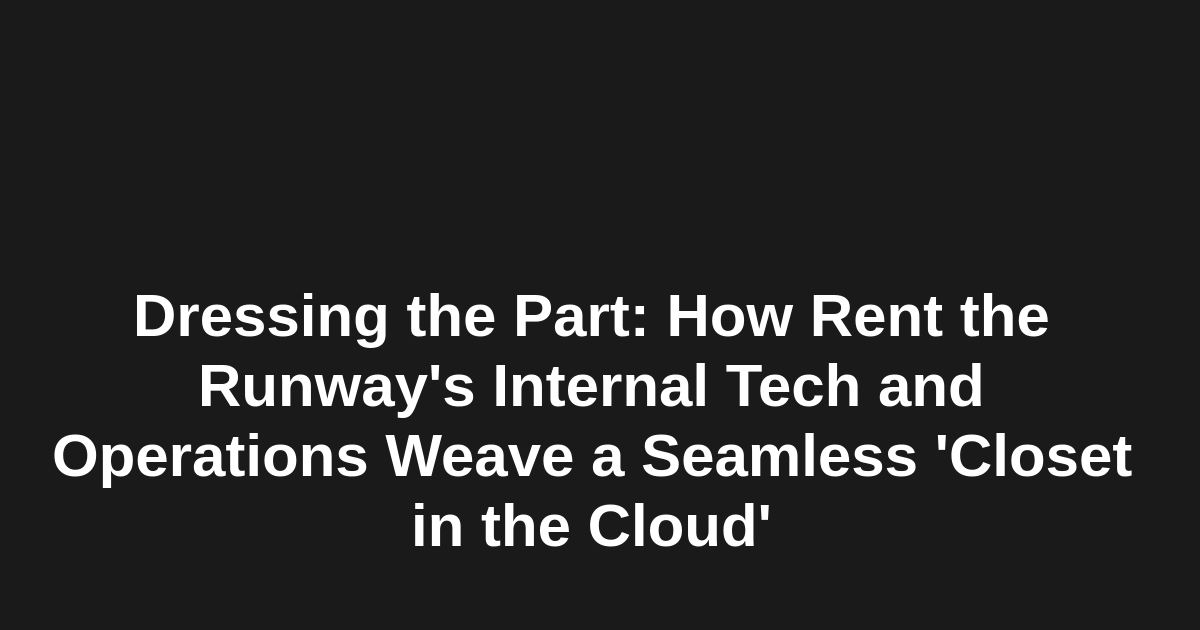 Dressing the Part: How Rent the
Runway's Internal Tech and
Operations Weave a Seamless 'Closet
in the Cloud'